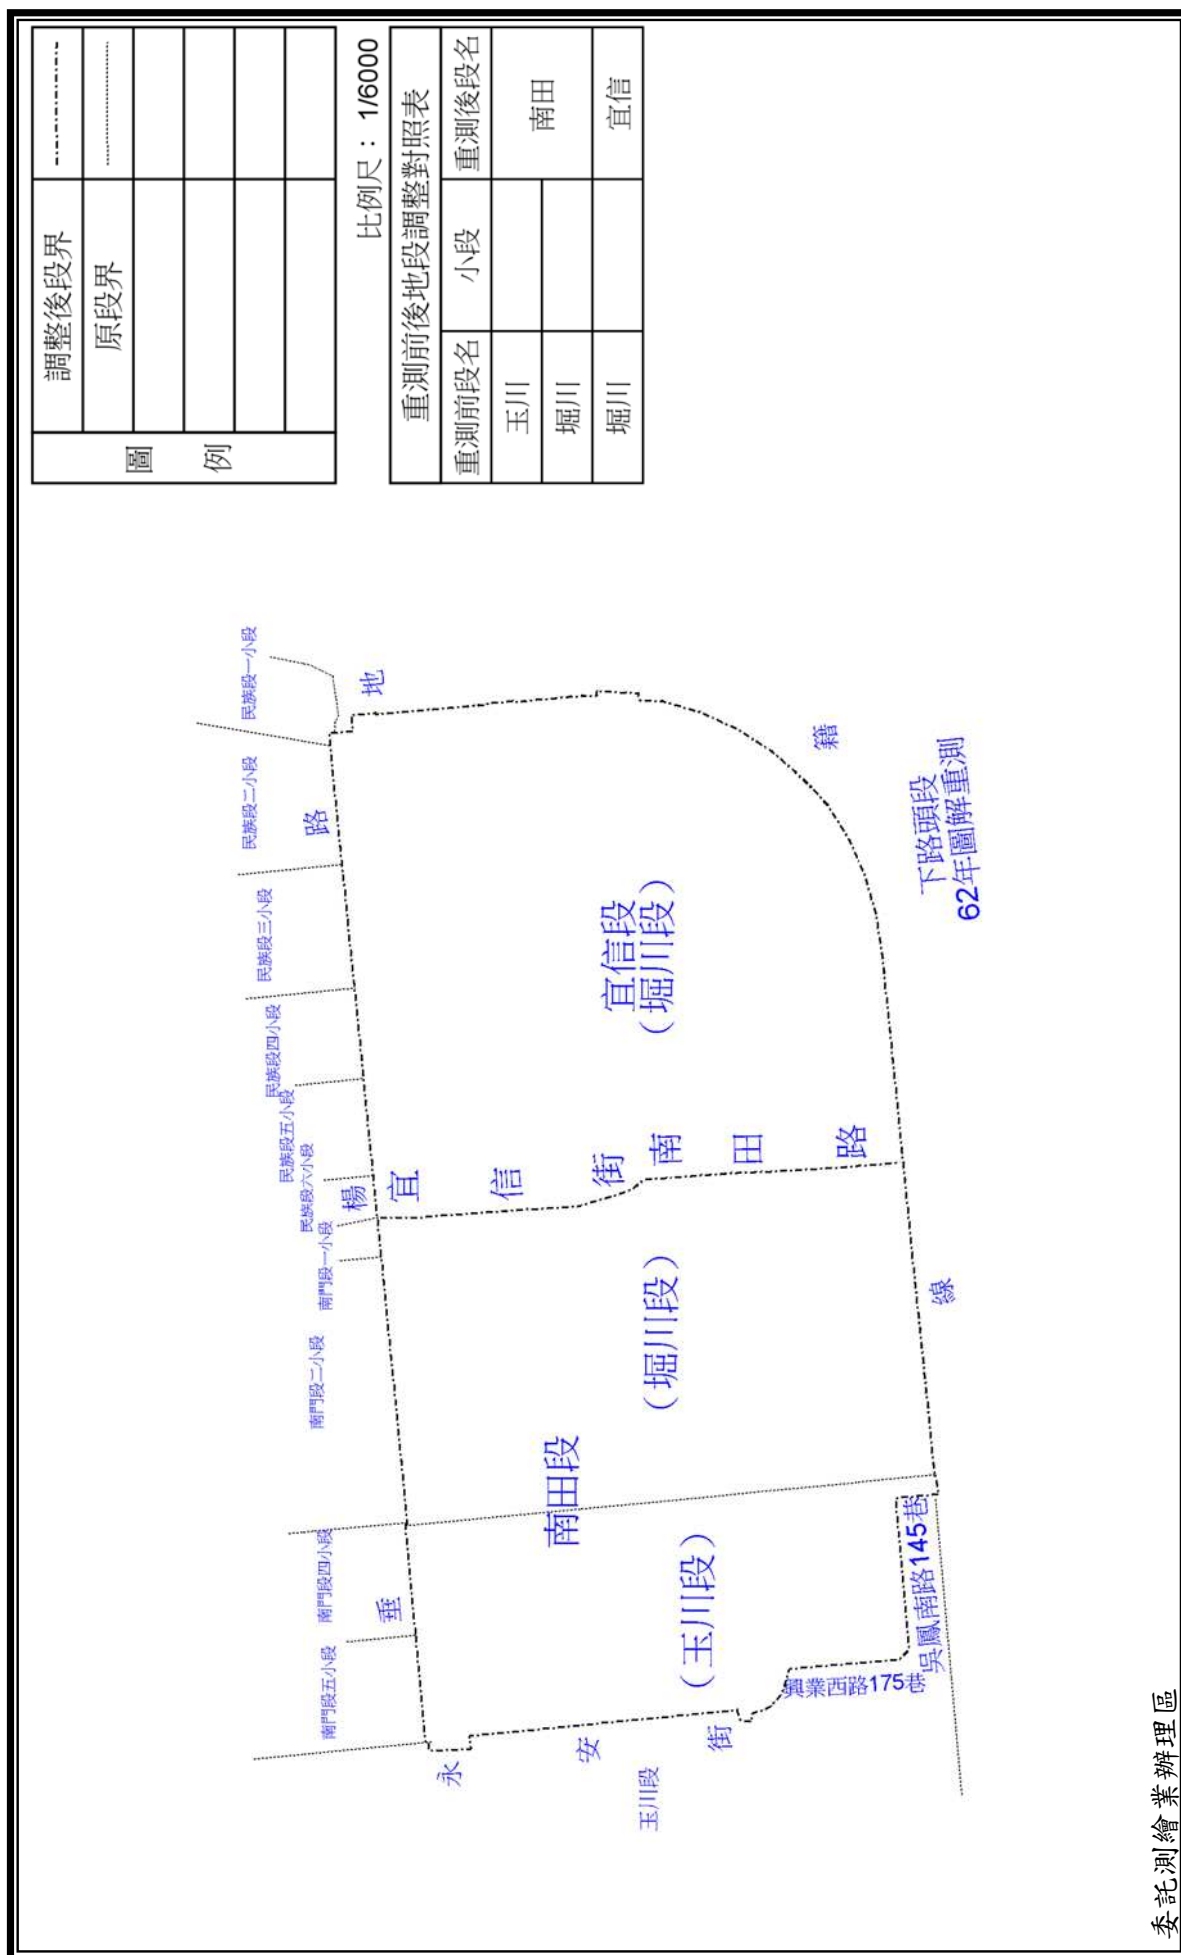 圖例
調整後段界
原段界
比例尺：1/6000
重測前後地段調整對照表
重測前段名 小段 重測後段名
玉川 南田
堀川
堀川 宜信
民族段一小段
民族段二小段
民族段三小段
民族段四小段
民族段五小段
民族段六小段
南門段一小段
南門段二小段
南門段四小段
南門段五小段
垂楊路
地籍線
宜信街
南田路
宜信段
（堀川段）
（堀川段）
南田段
（玉川段）
永安街
玉川段
興業西路175巷
吳鳳南路145巷
下路頭段
62年圖解重測
委託測繪業辦理區